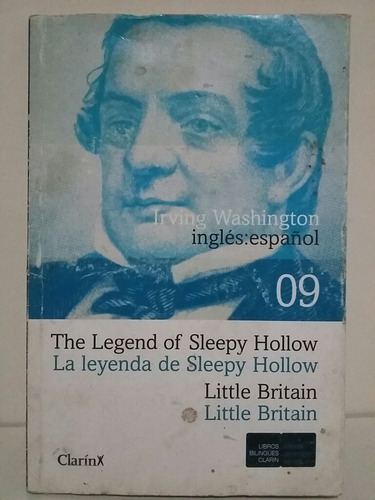 Irving Washington
inglés:español
09
The Legend of Sleepy Hollow
La leyenda de Sleepy Hollow
Little Britain
Little Britain
Clarín
LIBROS
BILINGÜES
CLARIN